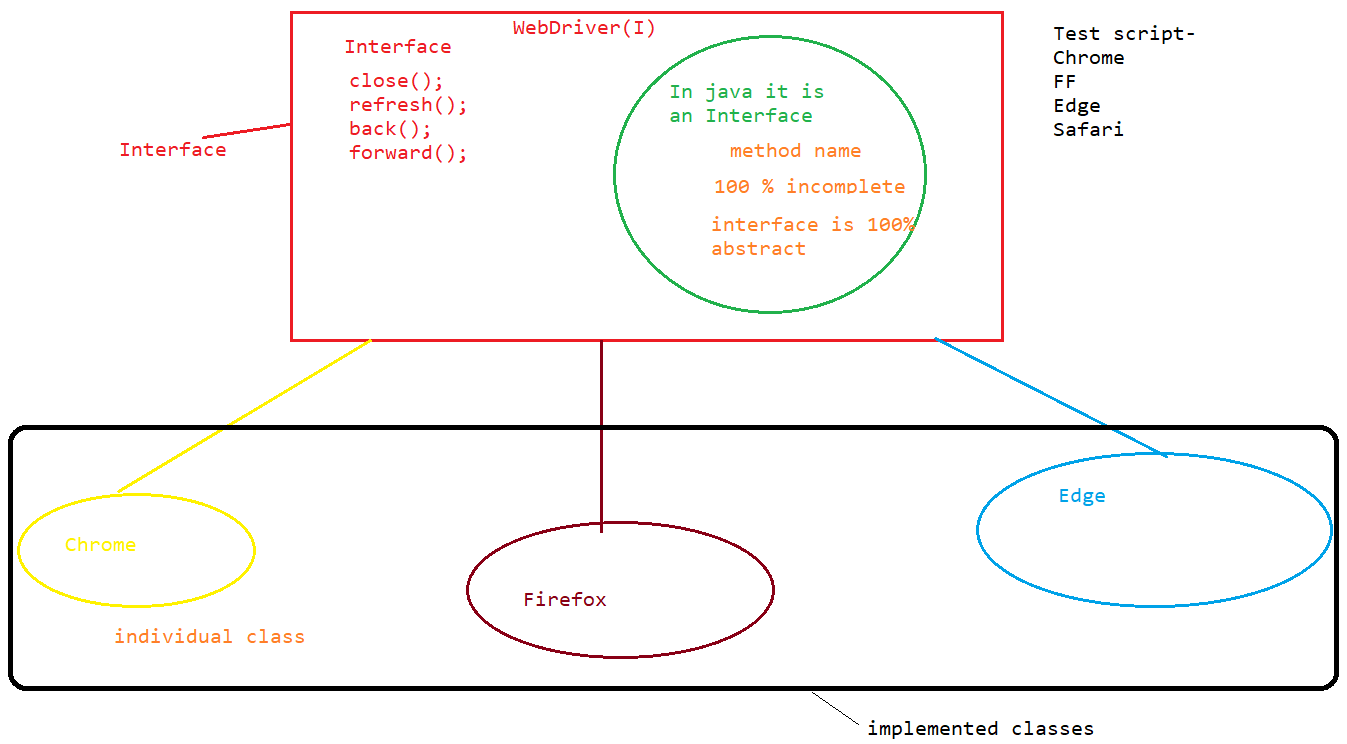 WebDriver(I)
Interface
close();
refresh();
back();
forward();
Interface
In java it is
an Interface
method name
100 % incomplete
interface is 100%
abstract
Test script-
Chrome
FF
Edge
Safari
Chrome
individual class
Firefox
Edge
implemented classes